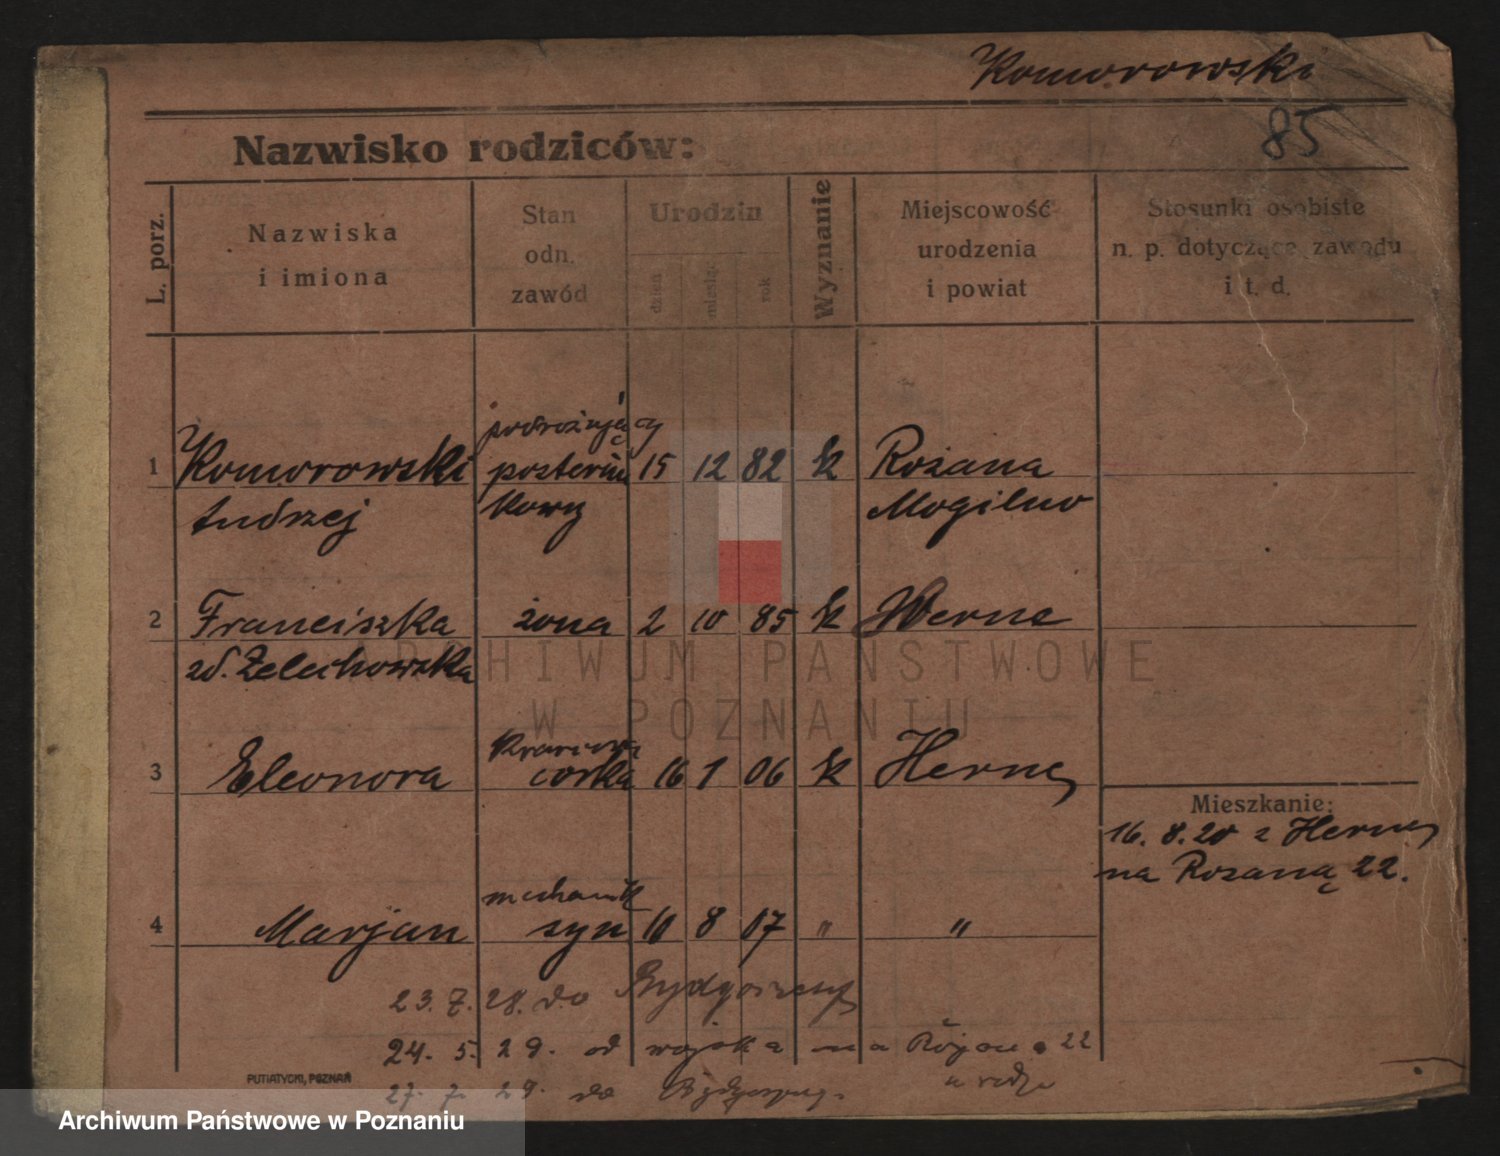 Komorowski
85
Nazwisko rodziców:
L. porz.
Nazwiska
i imiona
Stan
odn.
zawód
Urodzin
dzień
miesiąc
rok
Wyznanie
Miejscowość
urodzenia
i powiat
Stosunki osobiste
n. p. dotyczące zawodu
i t. d.
podróżujący
1 Komorowski posterun 15 12 82 k Rożana
Andrzej kowy Mogilno
2 Franciszka żona 2 10 85 k Herne
zd. Żelechowska
krawcowa
3 Eleonora córka 16 1 06 k Herne
Mieszkanie:
16. 8. 20 z Herne
na Rożaną 22.
mechanik
4 Marjan syn 10 8 07 " "
23. 7. 28. do Bydgoszczy
24. 5. 29. od wojska na 22
27. 7. 29. do Bydgoszczy.
PUTIATYCKI, POZNAŃ
ARCHIWUM PAŃSTWOWE
W POZNANIU
Archiwum Państwowe w Poznaniu